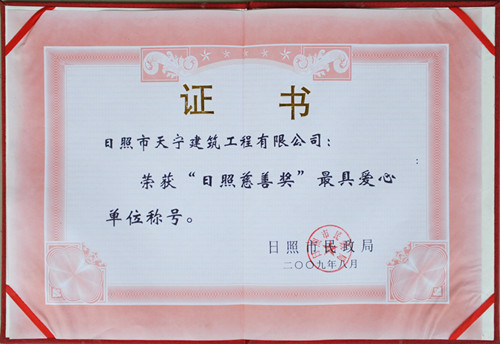 证 书
日照市天宁建筑工程有限公司：
荣获“日照慈善奖”最具爱心
单位称号。
日照市民政局
二〇〇九年八月